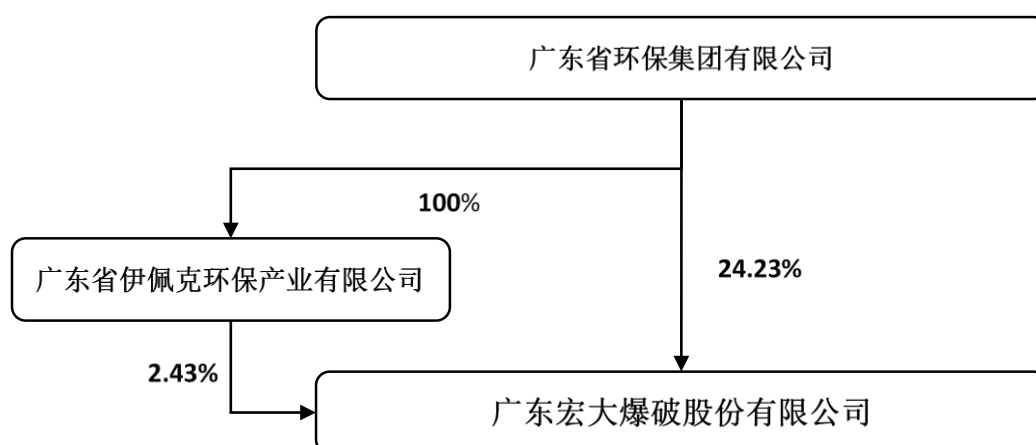 广东省环保集团有限公司
100%
广东省伊佩克环保产业有限公司
24.23%
2.43%
广东宏大爆破股份有限公司